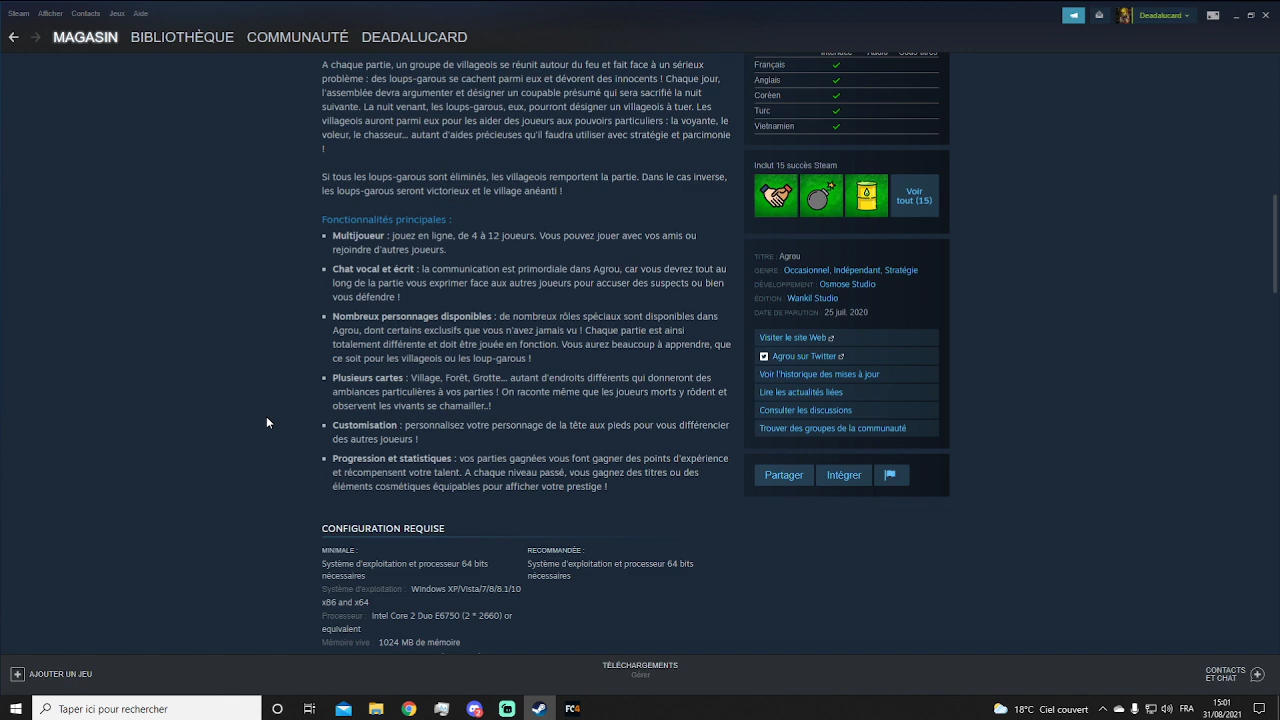 Steam Afficher Contacts Jeux Aide
Deadalucard
MAGASIN BIBLIOTHÈQUE COMMUNAUTÉ DEADALUCARD
A chaque partie, un groupe de villageois se réunit autour du feu et fait face à un sérieux
problème : des loups-garous se cachent parmi eux et dévorent des innocents ! Chaque jour,
l'assemblée devra argumenter et désigner un coupable présumé qui sera sacrifié la nuit
suivante. La nuit venant, les loups-garous, eux, pourront désigner un villageois à tuer. Les
villageois auront parmi eux pour les aider des joueurs aux pouvoirs particuliers : la voyante, le
voleur, le chasseur... autant d'aides précieuses qu'il faudra utiliser avec stratégie et parcimonie
!
Si tous les loups-garous sont éliminés, les villageois remportent la partie. Dans le cas inverse,
les loups-garous seront victorieux et le village anéanti !
Fonctionnalités principales :
Multijoueur : jouez en ligne, de 4 à 12 joueurs. Vous pouvez jouer avec vos amis ou
rejoindre d'autres joueurs.
Chat vocal et écrit : la communication est primordiale dans Agrou, car vous devrez tout au
long de la partie vous exprimer face aux autres joueurs pour accuser des suspects ou bien
vous défendre !
Nombreux personnages disponibles : de nombreux rôles spéciaux sont disponibles dans
Agrou, dont certains exclusifs que vous n'avez jamais vu ! Chaque partie est ainsi
totalement différente et doit être jouée en fonction. Vous aurez beaucoup à apprendre, que
ce soit pour les villageois ou les loup-garous !
Plusieurs cartes : Village, Forêt, Grotte... autant d'endroits différents qui donneront des
ambiances particulières à vos parties ! On raconte même que les joueurs morts y rôdent et
observent les vivants se chamailler..!
Customisation : personnalisez votre personnage de la tête aux pieds pour vous différencier
des autres joueurs !
Progression et statistiques : vos parties gagnées vous font gagner des points d'expérience
et récompensent votre talent. A chaque niveau passé, vous gagnez des titres ou des
éléments cosmétiques équipables pour afficher votre prestige !
CONFIGURATION REQUISE
MINIMALE :
Système d'exploitation et processeur 64 bits
nécessaires
Système d'exploitation : Windows XP/Vista/7/8/8.1/10
x86 and x64
Processeur : Intel Core 2 Duo E6750 (2 * 2660) or
equivalent
Mémoire vive : 1024 MB de mémoire
RECOMMANDÉE :
Système d'exploitation et processeur 64 bits
nécessaires
Français
Anglais
Coréen
Turc
Vietnamien
Inclut 15 succès Steam
Voir
tout (15)
TITRE : Agrou
GENRE : Occasionnel, Indépendant, Stratégie
DÉVELOPPEMENT : Osmose Studio
ÉDITION : Wankil Studio
DATE DE PARUTION : 25 juil. 2020
Visiter le site Web
Agrou sur Twitter
Voir l'historique des mises à jour
Lire les actualités liées
Consulter les discussions
Trouver des groupes de la communauté
Partager Intégrer
AJOUTER UN JEU
TÉLÉCHARGEMENTS
Gérer
CONTACTS
ET CHAT
Taper ici pour rechercher
FC4
18°C Ciel couvert
FRA
15:01
31/08/2021